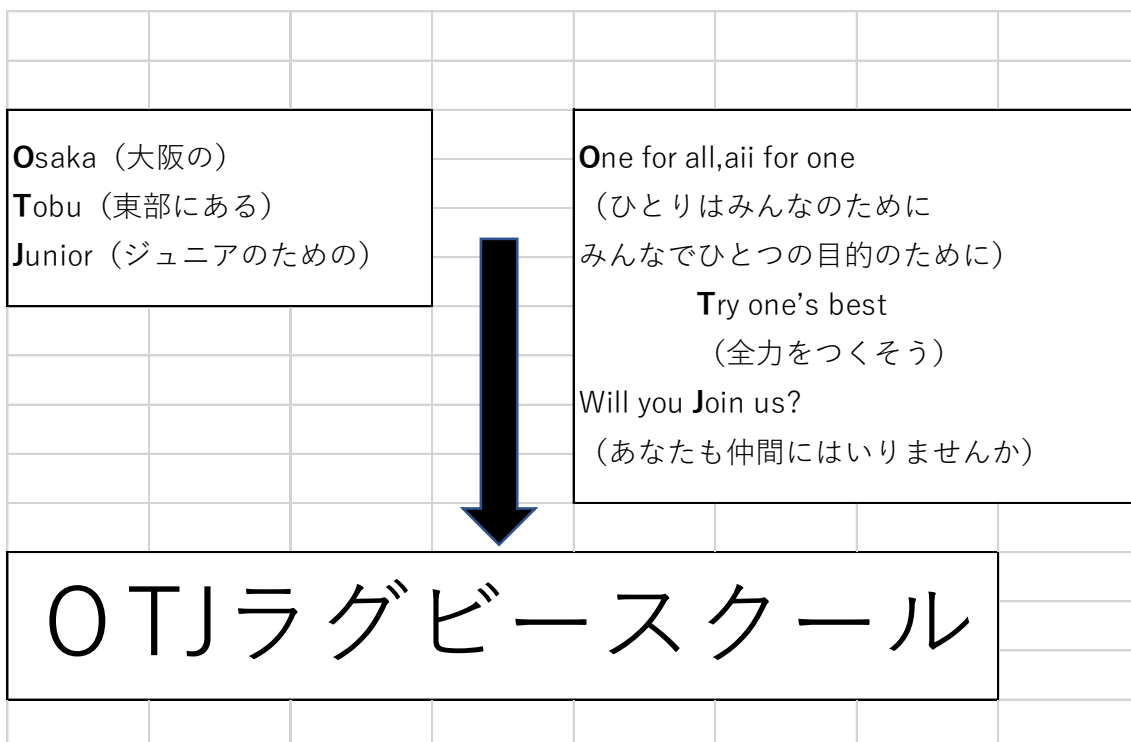 Osaka（大阪の）
Tobu（東部にある）
Junior（ジュニアのための）
One for all,aii for one
（ひとりはみんなのために
みんなでひとつの目的のために）
Try one’s best
（全力をつくそう）
Will you Join us?
（あなたも仲間にはいりませんか）
ＯTJラグビースクール